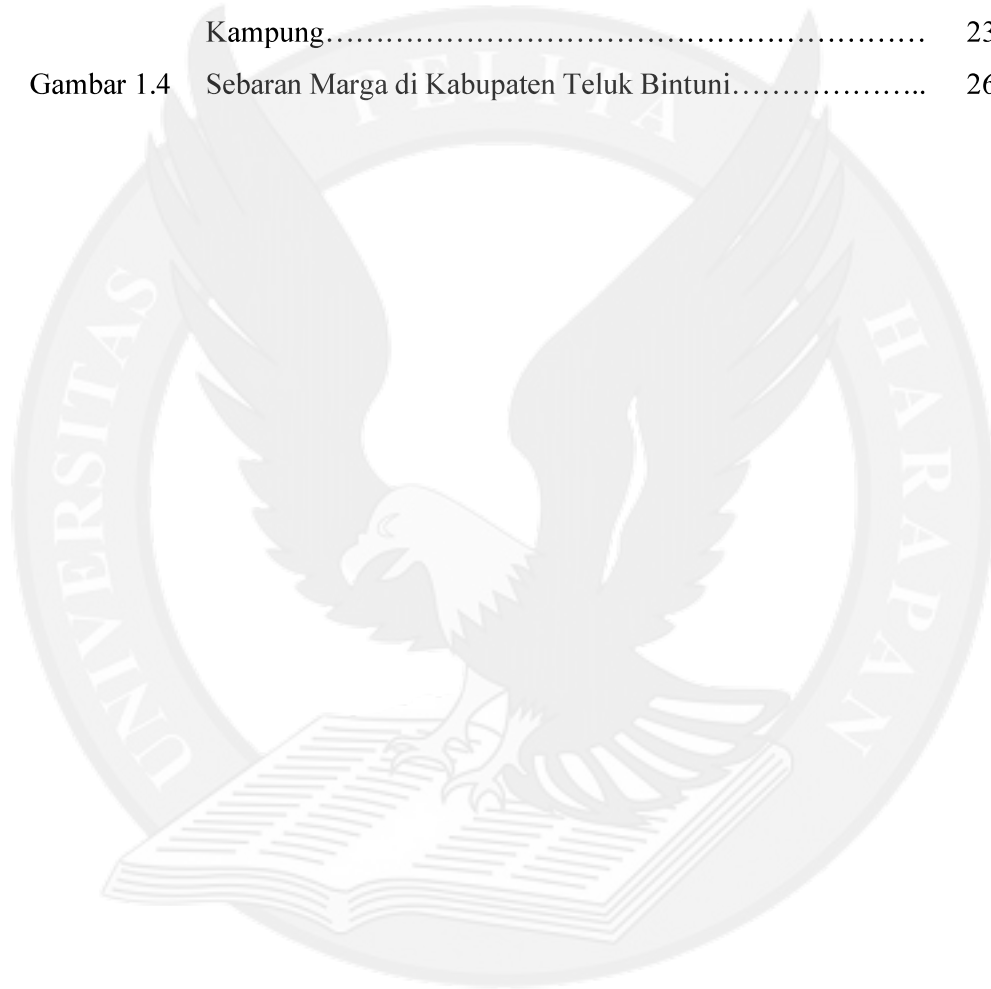 Kampung…………………………………………………………… 23
Gambar 1.4 Sebaran Marga di Kabupaten Teluk Bintuni……………….. 26
UNIVERSITAS PELITA HARAPAN